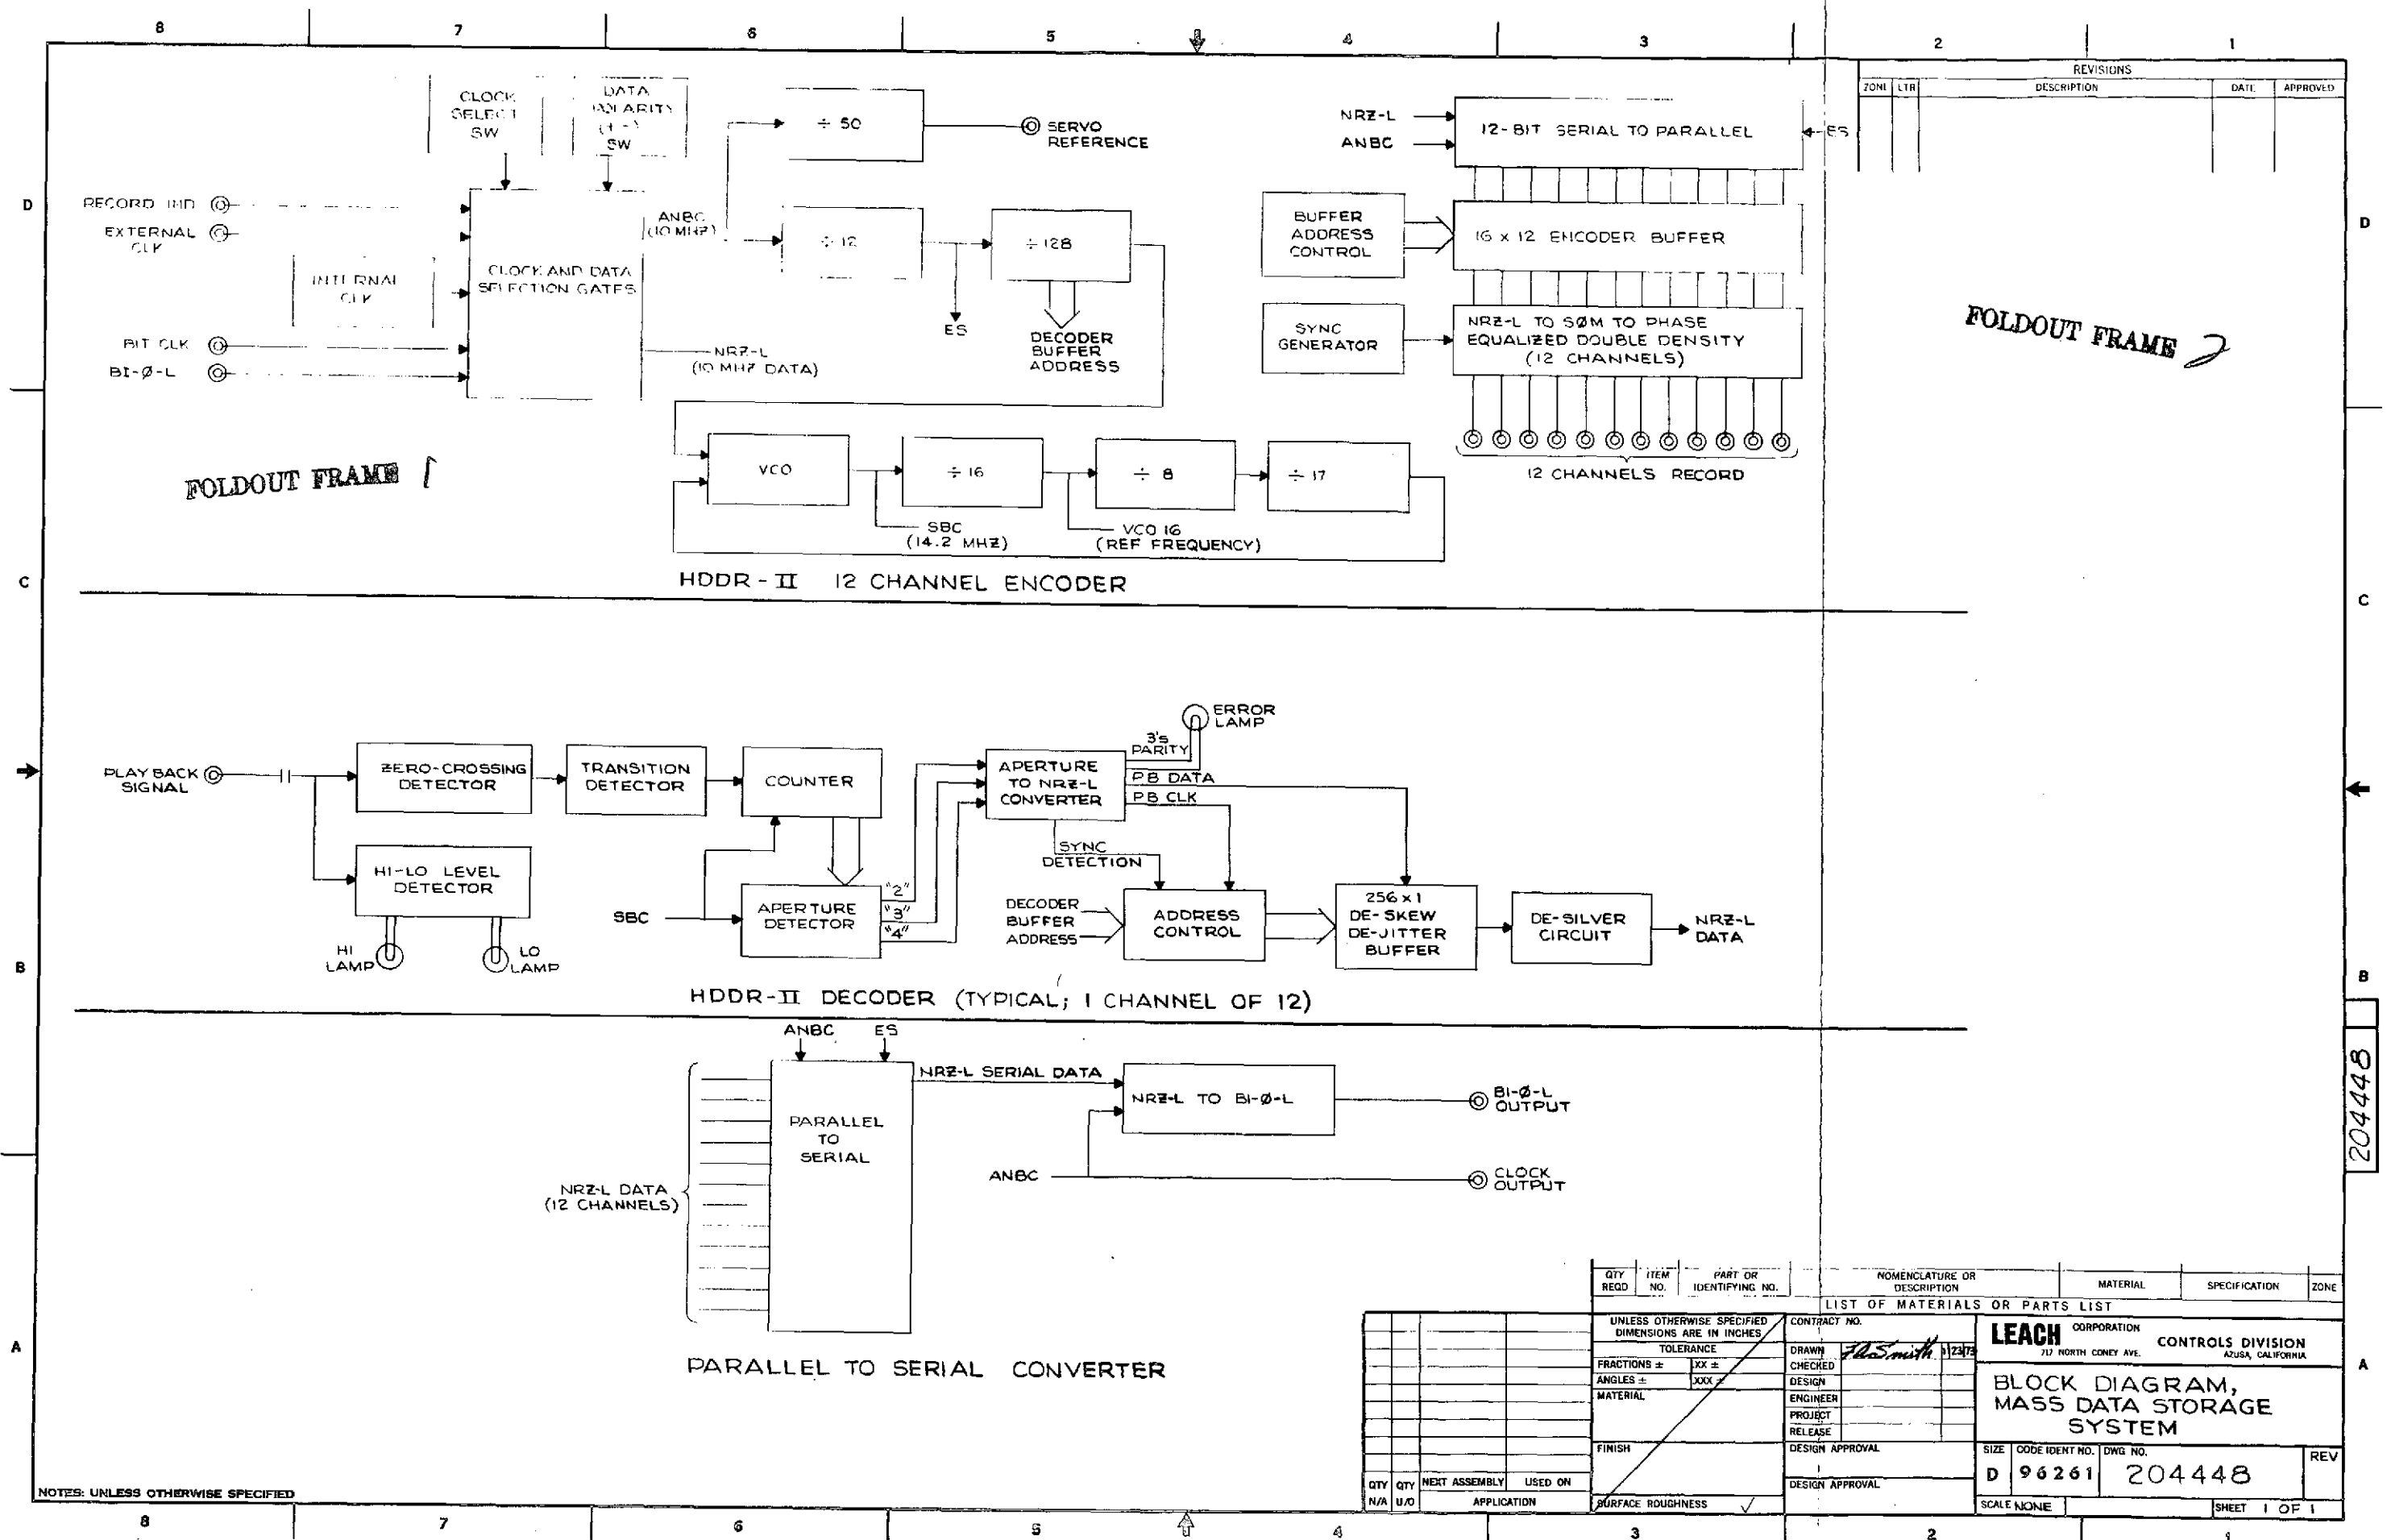 8 7 6 5 4 3 2 1
REVISIONS
ZONE LTR DESCRIPTION DATE APPROVED
D
D
CLOCK
SELECT
SW
DATA
POLARITY
(+ -)
SW
RECORD IND
EXTERNAL
CLK
INTERNAL
CLK
BIT CLK
BI-Ø-L
CLOCK AND DATA
SELECTION GATES
ANBC
(10 MHZ)
NRZ-L
(10 MHZ DATA)
÷ 50
SERVO
REFERENCE
÷ 12
ES
÷ 128
DECODER
BUFFER
ADDRESS
VCO
SBC
(14.2 MHZ)
÷ 16
VCO 16
(REF FREQUENCY)
÷ 8
÷ 17
NRZ-L
ANBC
12-BIT SERIAL TO PARALLEL
ES
BUFFER
ADDRESS
CONTROL
16 x 12 ENCODER BUFFER
SYNC
GENERATOR
NRZ-L TO SØM TO PHASE
EQUALIZED DOUBLE DENSITY
(12 CHANNELS)
12 CHANNELS RECORD
FOLDOUT FRAME 1
FOLDOUT FRAME 2
HDDR-II 12 CHANNEL ENCODER
C
C
PLAYBACK
SIGNAL
ZERO-CROSSING
DETECTOR
TRANSITION
DETECTOR
COUNTER
HI-LO LEVEL
DETECTOR
HI
LAMP
LO
LAMP
SBC
APERTURE
DETECTOR
"2"
"3"
"4"
APERTURE
TO NRZ-L
CONVERTER
3's
PARITY
ERROR
LAMP
PB DATA
PB CLK
SYNC
DETECTION
DECODER
BUFFER
ADDRESS
ADDRESS
CONTROL
256 x 1
DE-SKEW
DE-JITTER
BUFFER
DE-SILVER
CIRCUIT
NRZ-L
DATA
B
B
HDDR-II DECODER (TYPICAL; 1 CHANNEL OF 12)
ANBC ES
PARALLEL
TO
SERIAL
NRZ-L DATA
(12 CHANNELS)
NRZ-L SERIAL DATA
NRZ-L TO BI-Ø-L
BI-Ø-L
OUTPUT
ANBC
CLOCK
OUTPUT
PARALLEL TO SERIAL CONVERTER
204448
A
A
QTY REQD ITEM NO. PART OR IDENTIFYING NO. NOMENCLATURE OR DESCRIPTION MATERIAL SPECIFICATION ZONE
LIST OF MATERIALS OR PARTS LIST
UNLESS OTHERWISE SPECIFIED
DIMENSIONS ARE IN INCHES
TOLERANCE
FRACTIONS ± .XX ±
ANGLES ± .XXX ±
MATERIAL
FINISH
SURFACE ROUGHNESS
CONTRACT NO.
DRAWN F.A. Smith 1/23/73
CHECKED
DESIGN
ENGINEER
PROJECT
RELEASE
DESIGN APPROVAL
DESIGN APPROVAL
LEACH CORPORATION
717 NORTH CONEY AVE.
CONTROLS DIVISION
AZUSA, CALIFORNIA
BLOCK DIAGRAM,
MASS DATA STORAGE
SYSTEM
SIZE CODE IDENT NO. DWG NO. REV
D 96261 204448
SCALE NONE SHEET 1 OF 1
QTY QTY NEXT ASSEMBLY USED ON
N/A U/O APPLICATION
NOTES: UNLESS OTHERWISE SPECIFIED
8 7 6 5 4 3 2 1